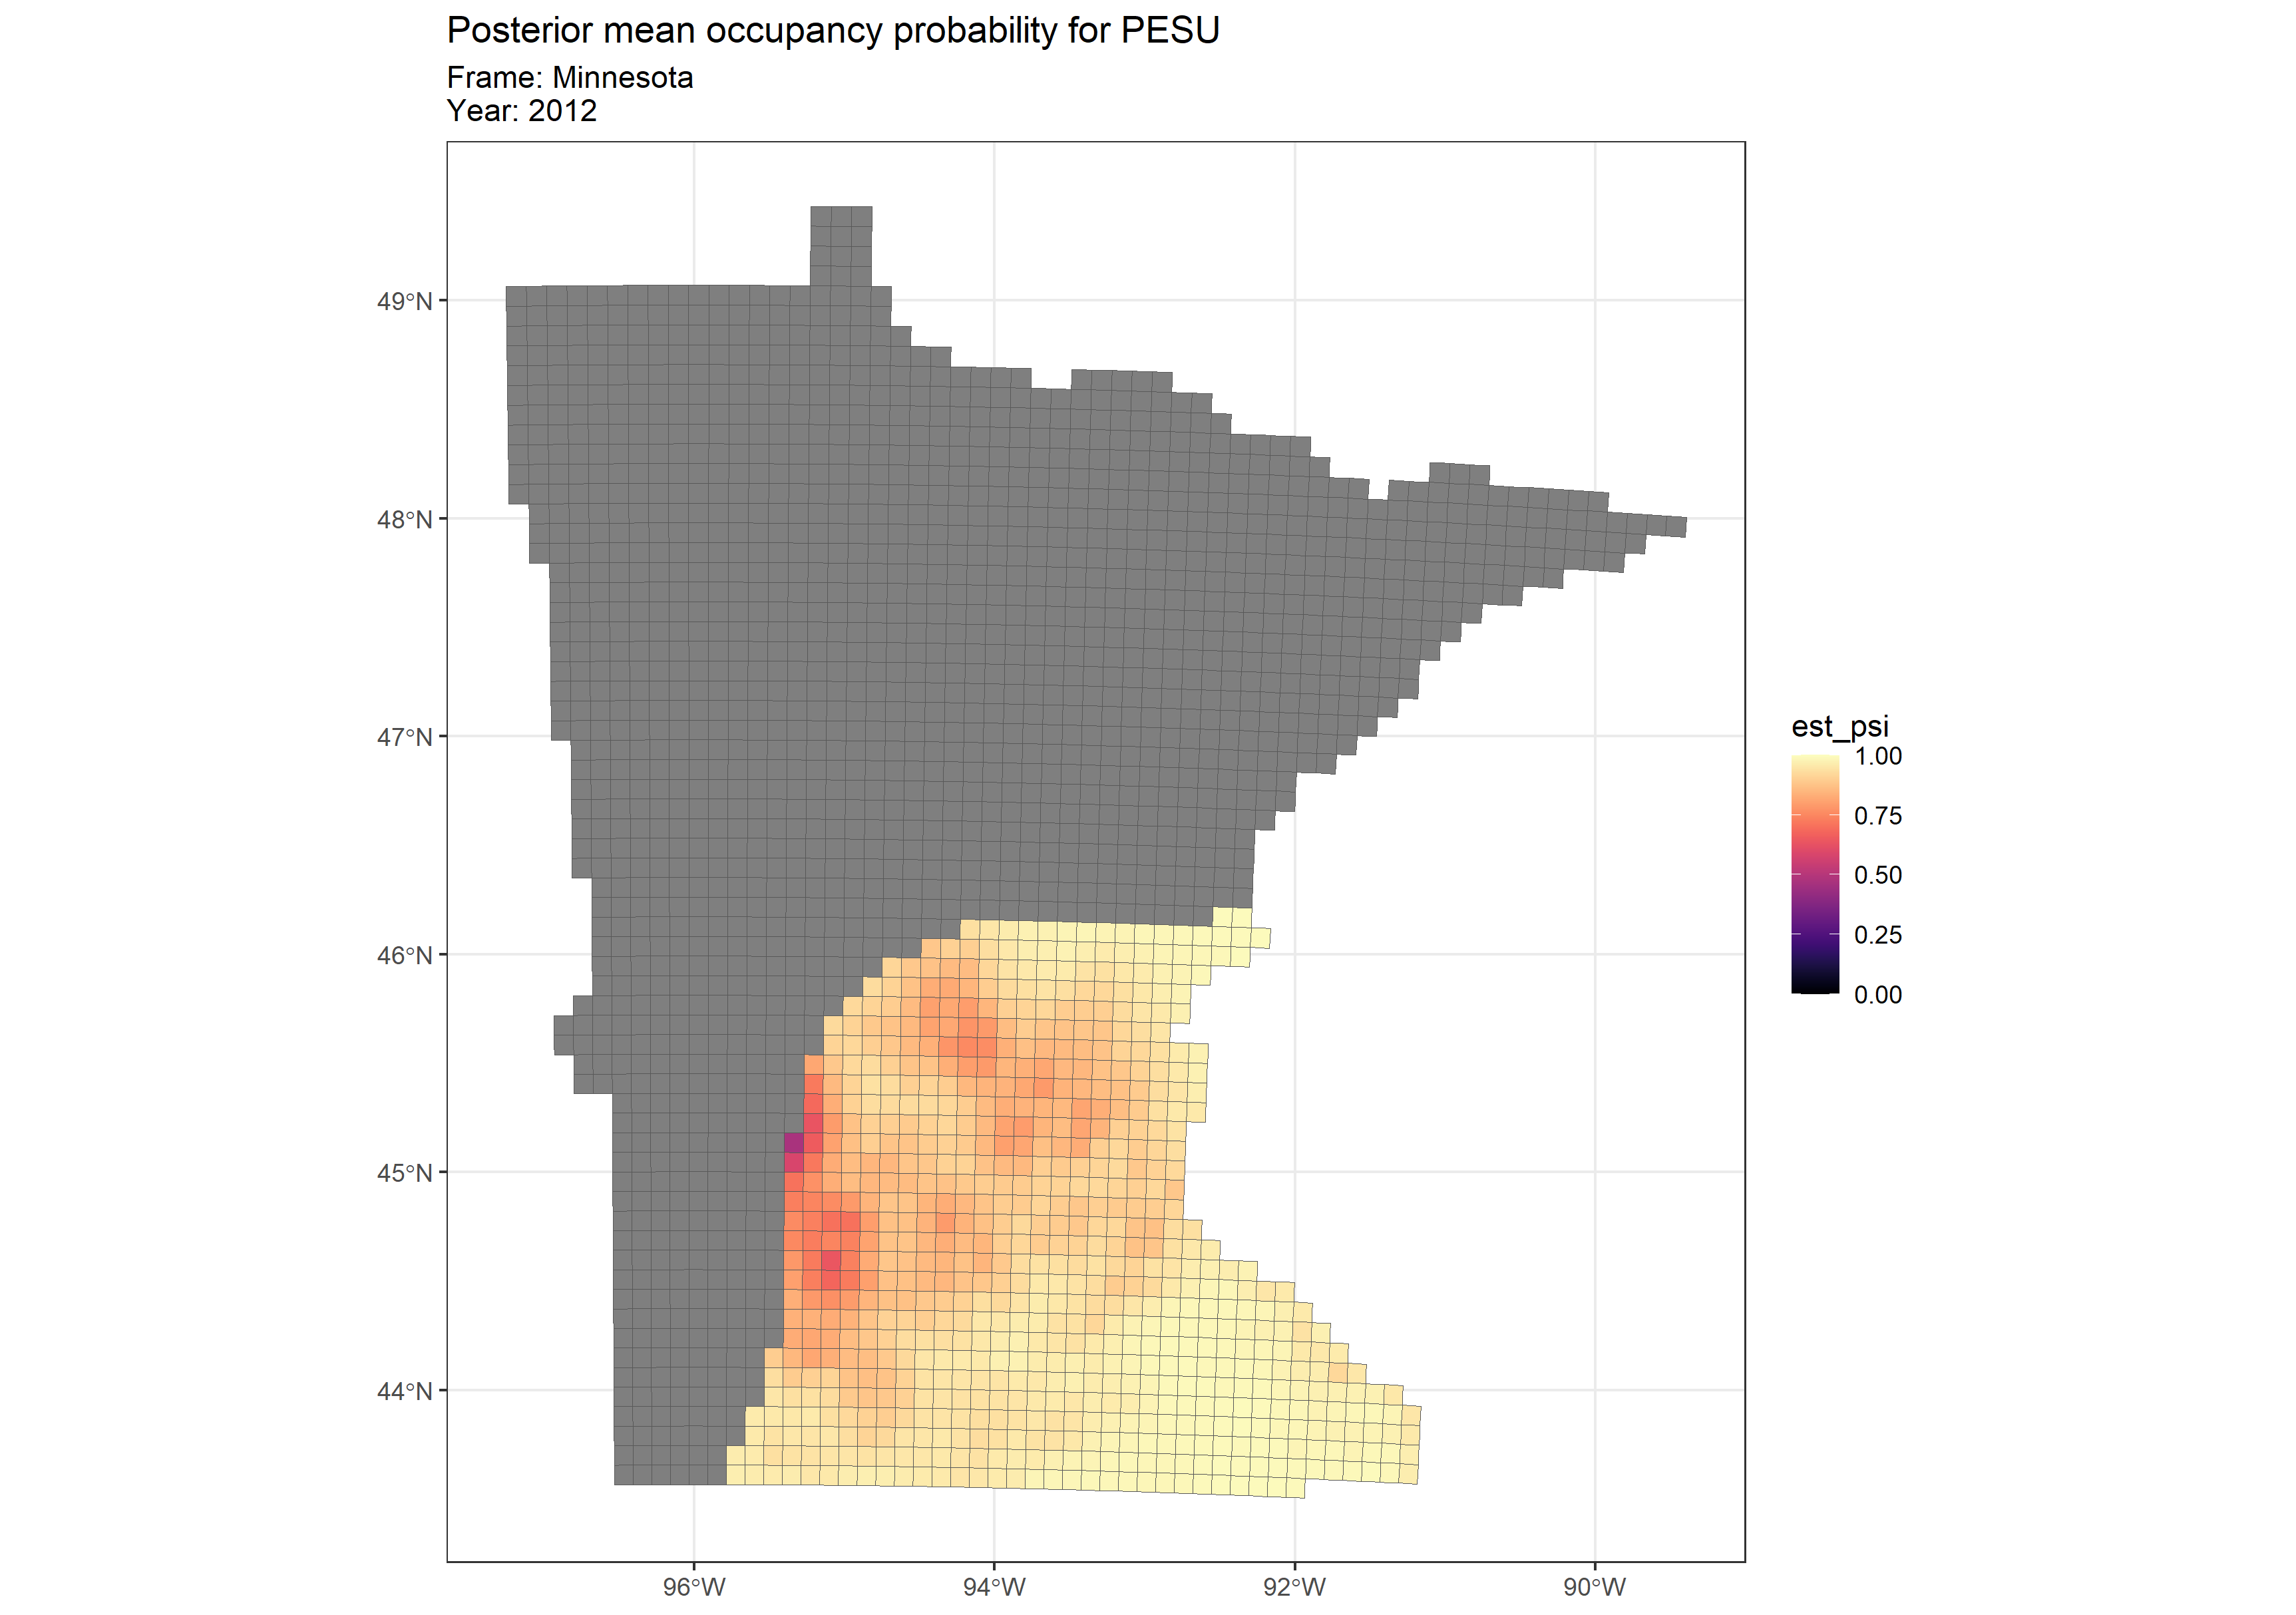 Posterior mean occupancy probability for PESU
Frame: Minnesota
Year: 2012
49°N
48°N
47°N
46°N
45°N
44°N
96°W
94°W
92°W
90°W
est_psi
1.00
0.75
0.50
0.25
0.00